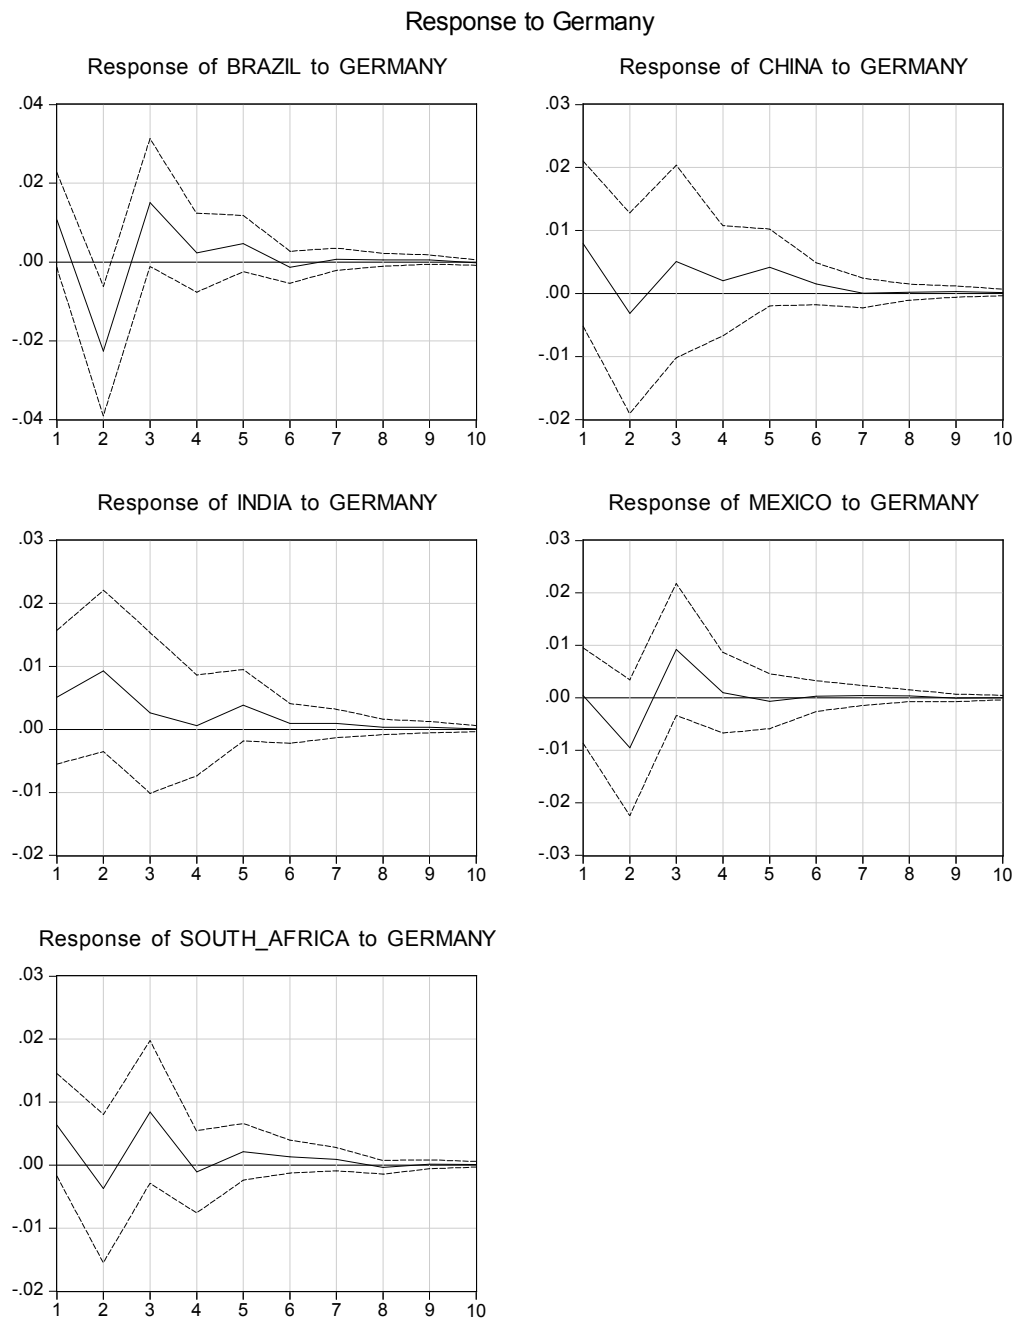 Response to Germany
Response of BRAZIL to GERMANY
.04
.02
.00
-.02
-.04
1 2 3 4 5 6 7 8 9 10
Response of CHINA to GERMANY
.03
.02
.01
.00
-.01
-.02
1 2 3 4 5 6 7 8 9 10
Response of INDIA to GERMANY
.03
.02
.01
.00
-.01
-.02
1 2 3 4 5 6 7 8 9 10
Response of MEXICO to GERMANY
.03
.02
.01
.00
-.01
-.02
-.03
1 2 3 4 5 6 7 8 9 10
Response of SOUTH_AFRICA to GERMANY
.03
.02
.01
.00
-.01
-.02
1 2 3 4 5 6 7 8 9 10